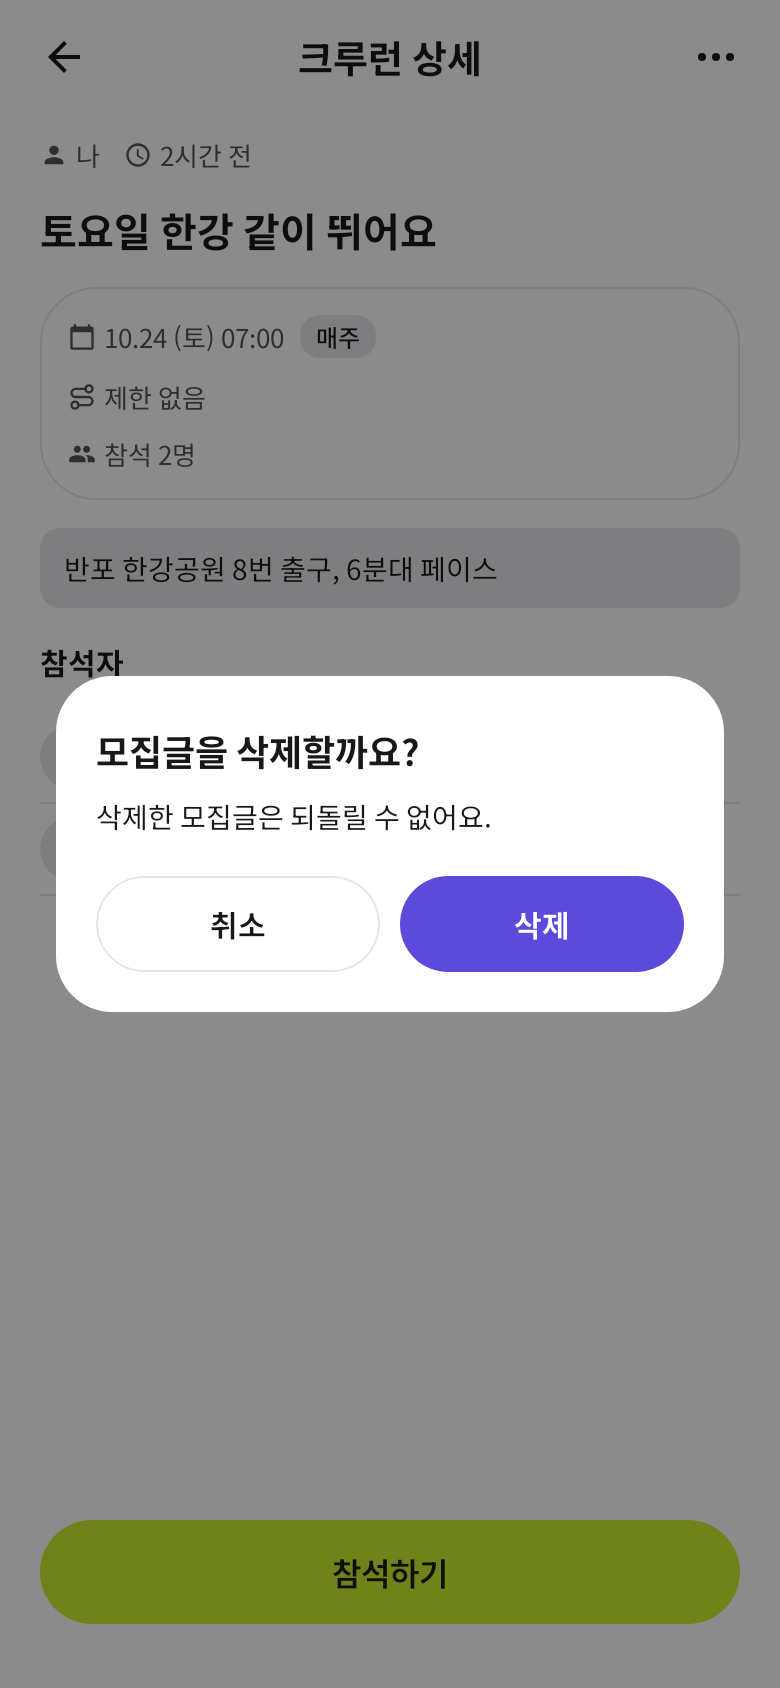 크루런 상세
나 2시간 전
토요일 한강 같이 뛰어요
10.24 (토) 07:00 매주
제한 없음
참석 2명
반포 한강공원 8번 출구, 6분대 페이스
참석자
모집글을 삭제할까요?
삭제한 모집글은 되돌릴 수 없어요.
취소 삭제
참석하기